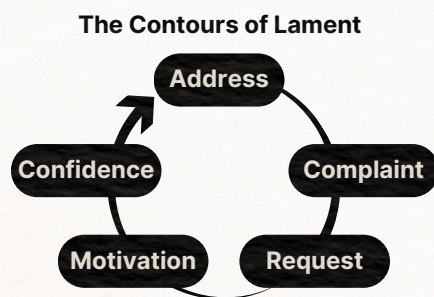 The Contours of Lament
Address
Complaint
Request
Motivation
Confidence